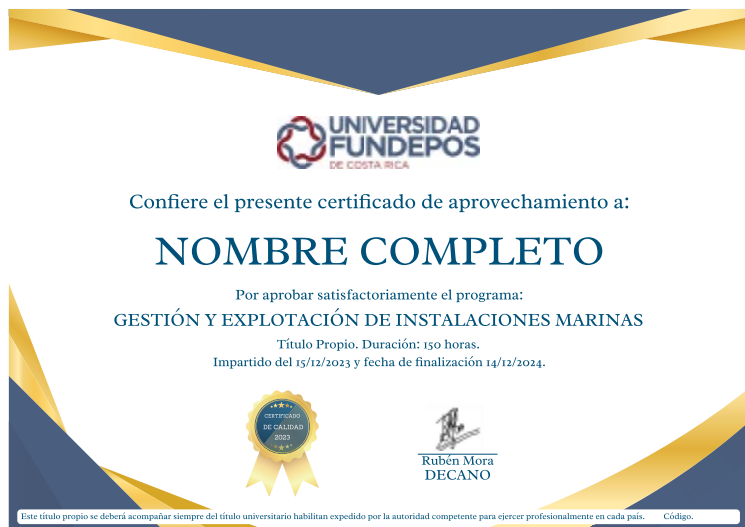 UNIVERSIDAD
FUNDEPOS
DE COSTA RICA
Confiere el presente certificado de aprovechamiento a:
NOMBRE COMPLETO
Por aprobar satisfactoriamente el programa:
GESTIÓN Y EXPLOTACIÓN DE INSTALACIONES MARINAS
Título Propio. Duración: 150 horas.
Impartido del 15/12/2023 y fecha de finalización 14/12/2024.
CERTIFICADO
DE CALIDAD
2023
Rubén Mora
DECANO
Este título propio se deberá acompañar siempre del título universitario habilitan expedido por la autoridad competente para ejercer profesionalmente en cada país. Código.